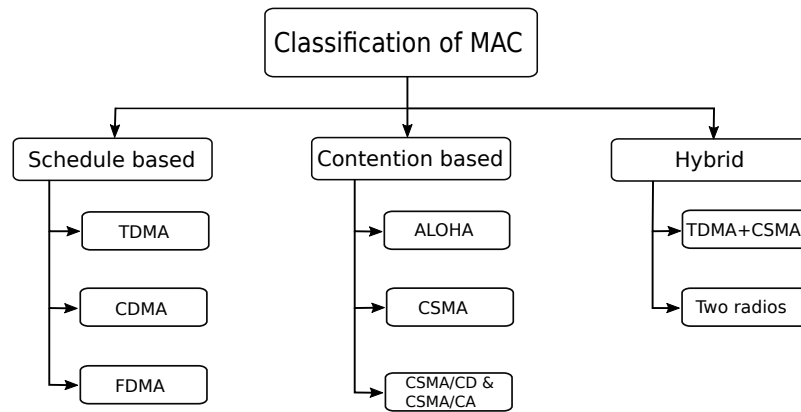 Classification of MAC
Schedule based
Contention based
Hybrid
TDMA
ALOHA
TDMA+CSMA
CDMA
CSMA
Two radios
FDMA
CSMA/CD &
CSMA/CA